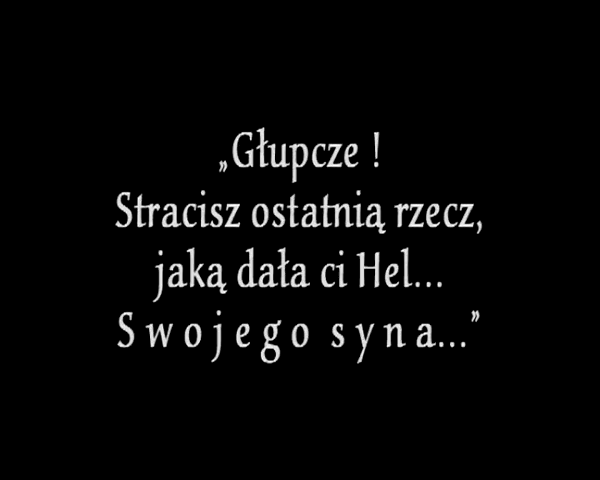 „Głupcze !
Stracisz ostatnią rzecz,
jaką dała ci Hel...
S w o j e g o  s y n a...”